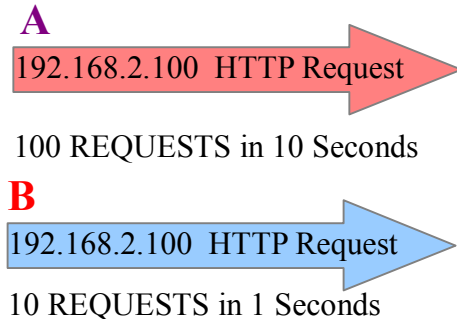 A
192.168.2.100 HTTP Request
100 REQUESTS in 10 Seconds
B
192.168.2.100 HTTP Request
10 REQUESTS in 1 Seconds